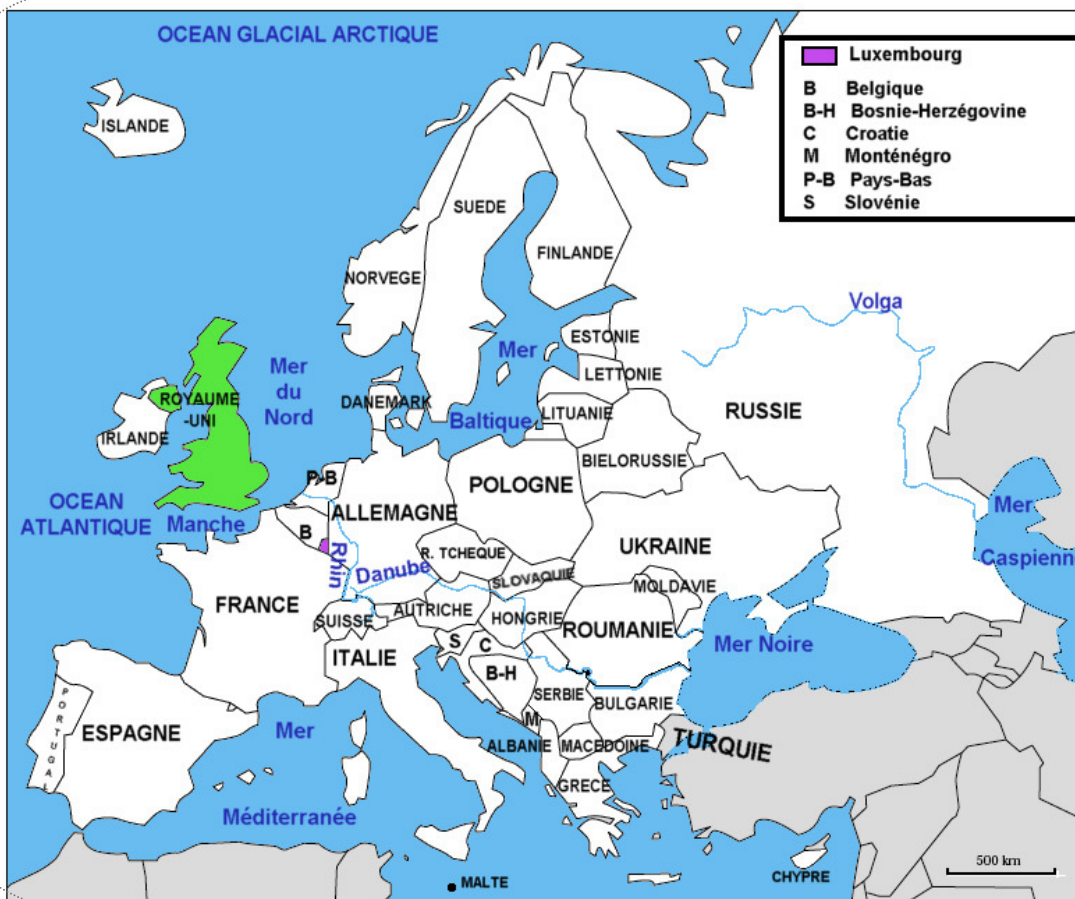 OCEAN GLACIAL ARCTIQUE
Luxembourg
B Belgique
B-H Bosnie-Herzégovine
C Croatie
M Monténégro
P-B Pays-Bas
S Slovénie
ISLANDE
SUEDE
FINLANDE
NORVEGE
Volga
ESTONIE
Mer
Baltique
LETTONIE
Mer
du
Nord
ROYAUME
-UNI
DANEMARK
LITUANIE
RUSSIE
IRLANDE
BIELORUSSIE
P-B
POLOGNE
OCEAN
ATLANTIQUE
ALLEMAGNE
Manche
B
Mer
Caspienn
UKRAINE
R. TCHEQUE
Rhin
Danube
SLOVAQUIE
MOLDAVIE
FRANCE
SUISSE
AUTRICHE
HONGRIE
ROUMANIE
Mer Noire
ITALIE
S
C
B-H
SERBIE
BULGARIE
PORTUGAL
ESPAGNE
Mer
Méditerranée
M
ALBANIE
MACEDOINE
TURQUIE
GRECE
500 km
MALTE
CHYPRE